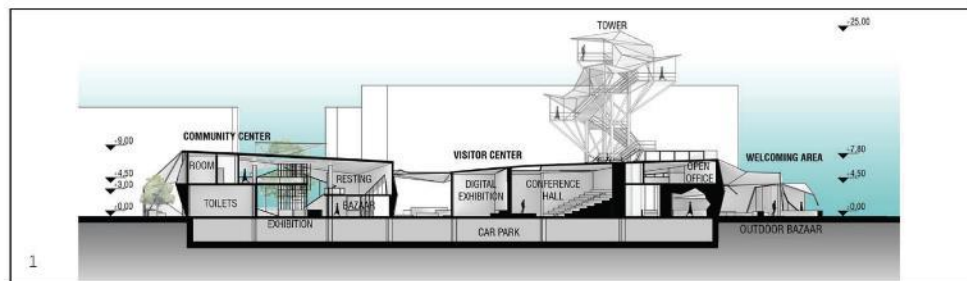 TOWER
-25,00
COMMUNITY CENTER
VISITOR CENTER
WELCOMING AREA
-9,00
-7,80
ROOM
RESTING
DIGITAL
EXHIBITION
CONFERENCE
HALL
OPEN
OFFICE
-4,50
-3,00
-4,50
TOILETS
BAZAAR
-0,00
-0,00
EXHIBITION
CAR PARK
OUTDOOR BAZAAR
1